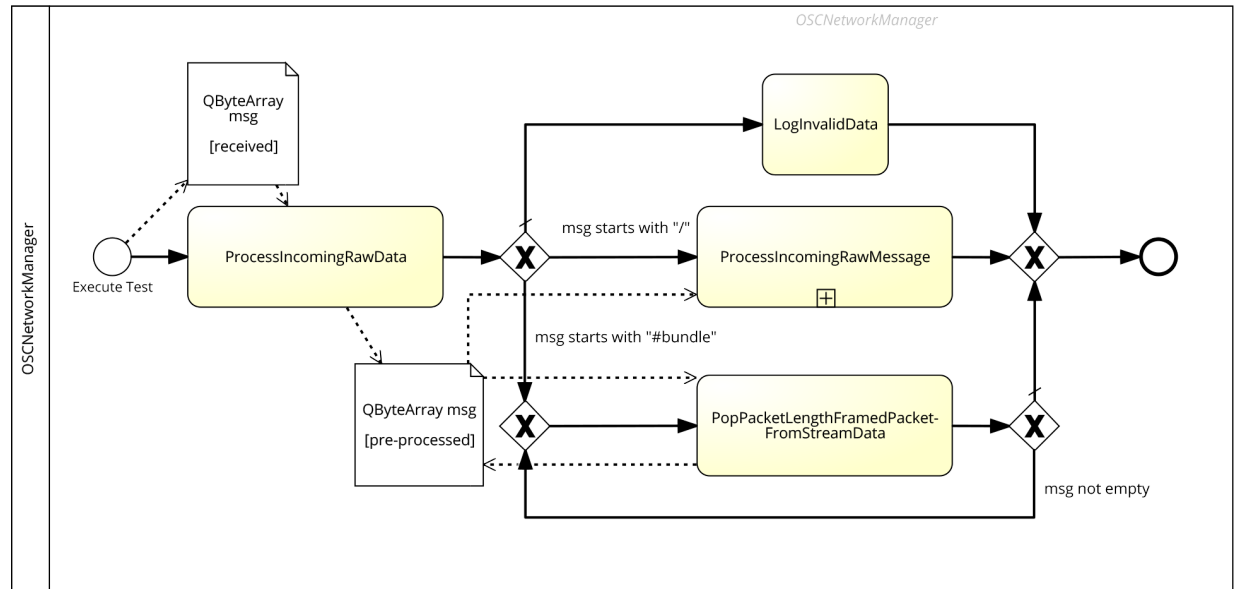 OSCNetworkManager
OSCNetworkManager
QByteArray
msg
[received]
LogInvalidData
msg starts with "/"
ProcessIncomingRawData
ProcessIncomingRawMessage
Execute Test
msg starts with "#bundle"
QByteArray msg
[pre-processed]
PopPacketLengthFramedPacket-
FromStreamData
msg not empty